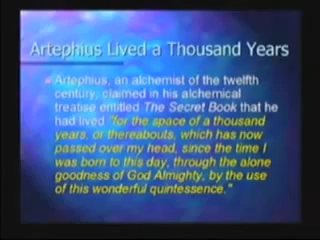 Artephius Lived a Thousand Years
Artephius, an alchemist of the twelfth
century, claimed in his alchemical
treatise entitled The Secret Book that he
had lived "for the space of a thousand
years, or thereabouts, which has now
passed over my head, since the time I
was born to this day, through the alone
goodness of God Almighty, by the use
of this wonderful quintessence."